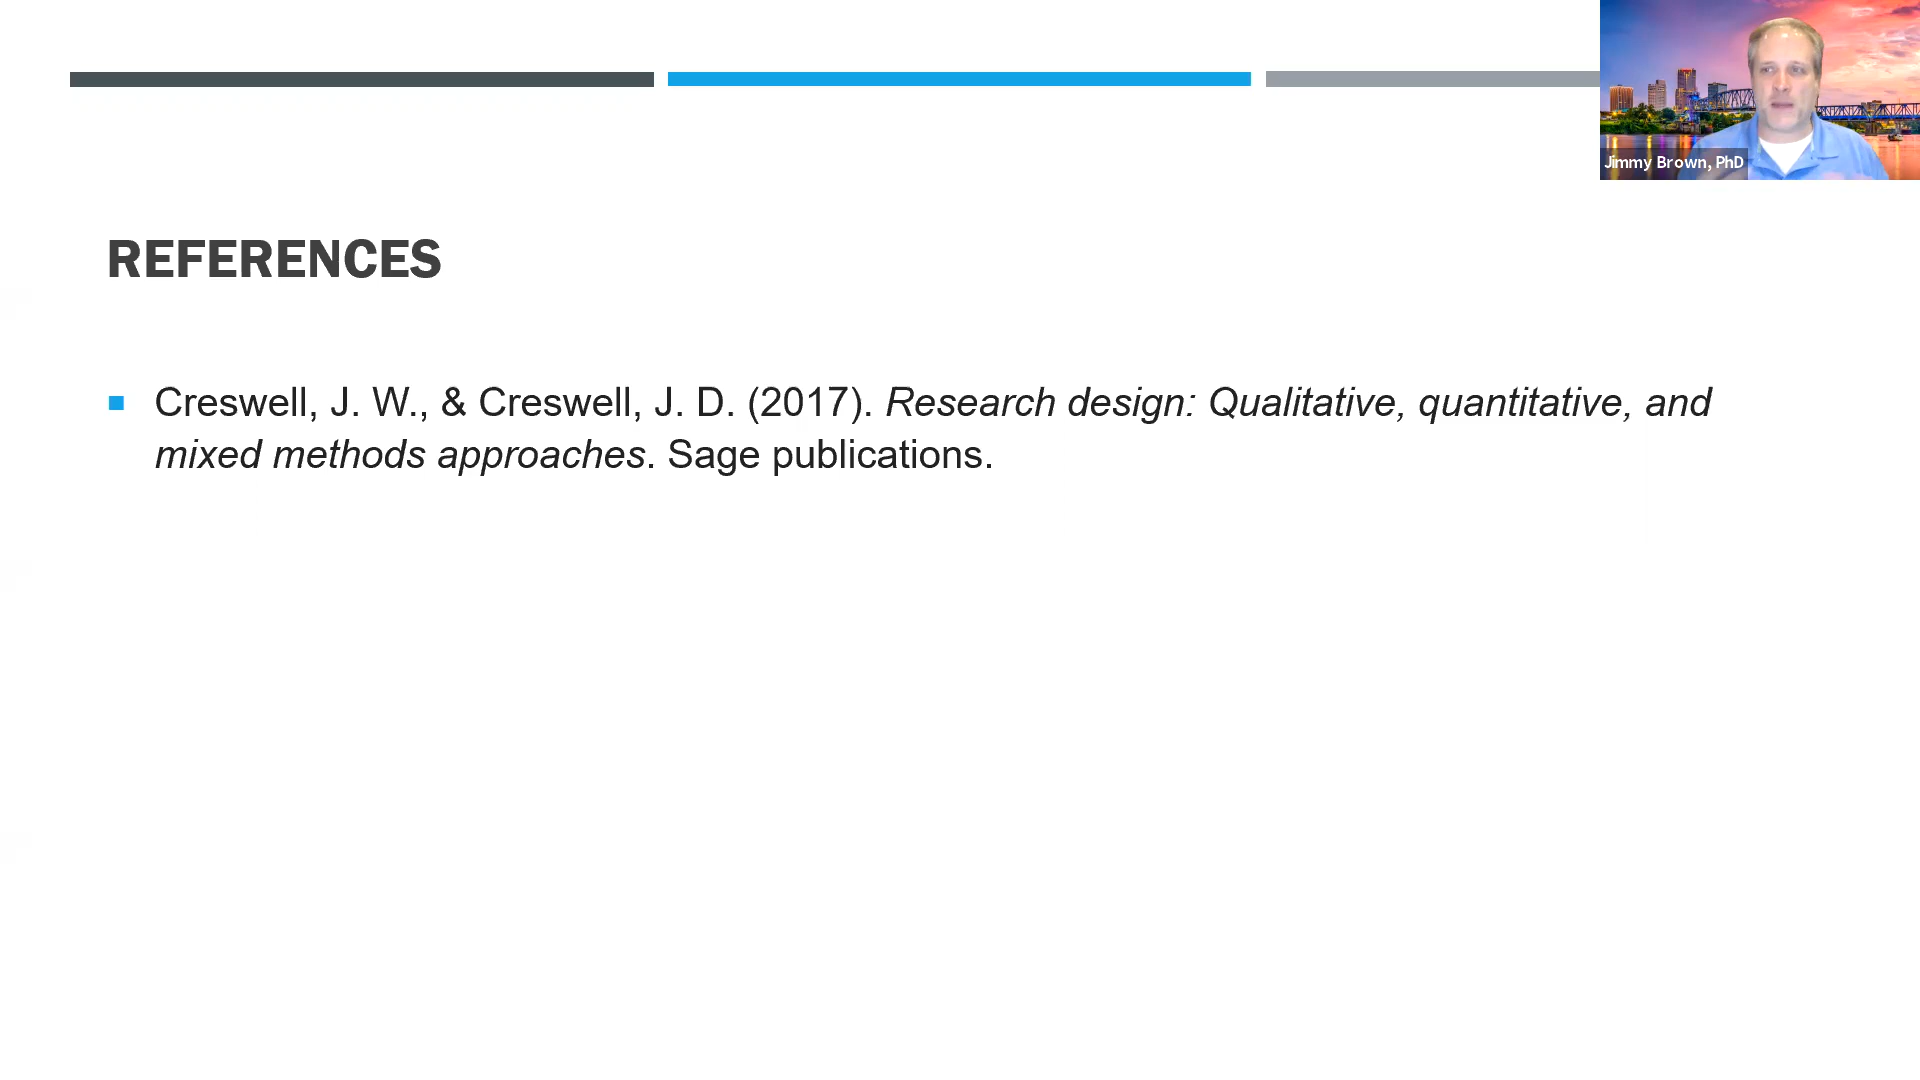 Jimmy Brown, PhD
REFERENCES
Creswell, J. W., & Creswell, J. D. (2017). Research design: Qualitative, quantitative, and
mixed methods approaches. Sage publications.